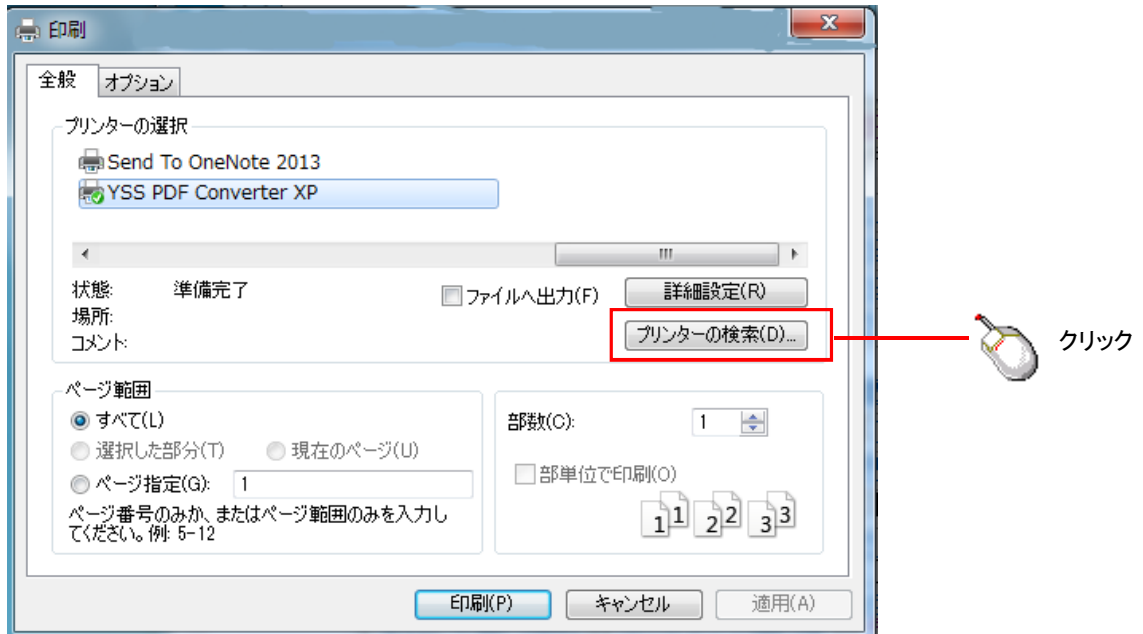 印刷
全般 オプション
プリンターの選択
Send To OneNote 2013
YSS PDF Converter XP
状態: 準備完了
ファイルへ出力(F)
詳細設定(R)
場所:
プリンターの検索(D)...
クリック
コメント:
ページ範囲
すべて(L)
選択した部分(T) 現在のページ(U)
ページ指定(G): 1
ページ番号のみか、またはページ範囲のみを入力し
てください。例: 5-12
部数(C): 1
部単位で印刷(O)
1 1 2 2 3 3
印刷(P) キャンセル 適用(A)